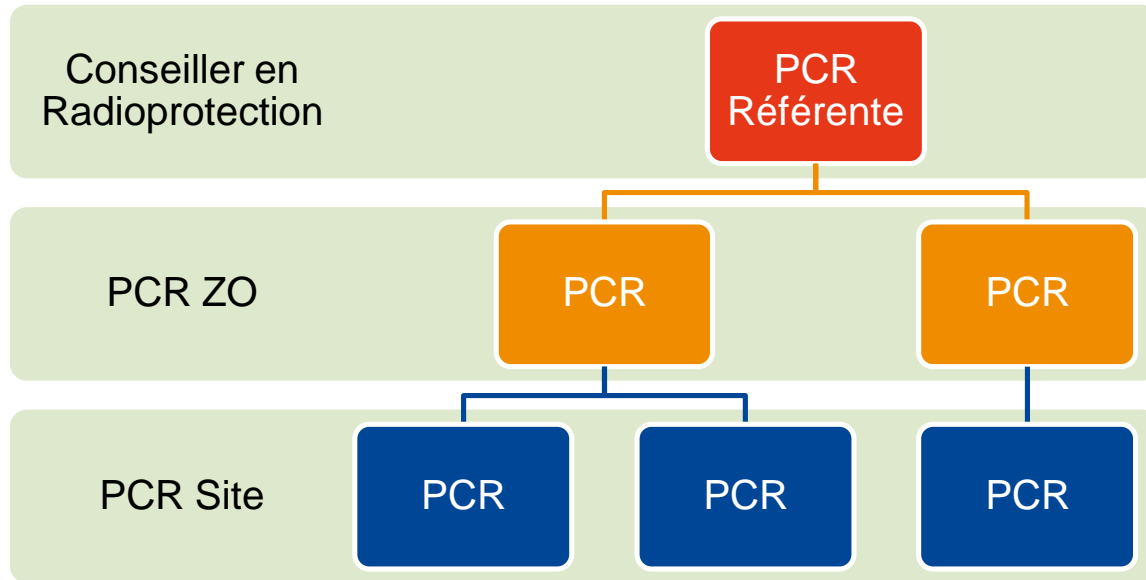 Conseiller en
Radioprotection
PCR
Référente
PCR ZO
PCR
PCR
PCR Site
PCR
PCR
PCR